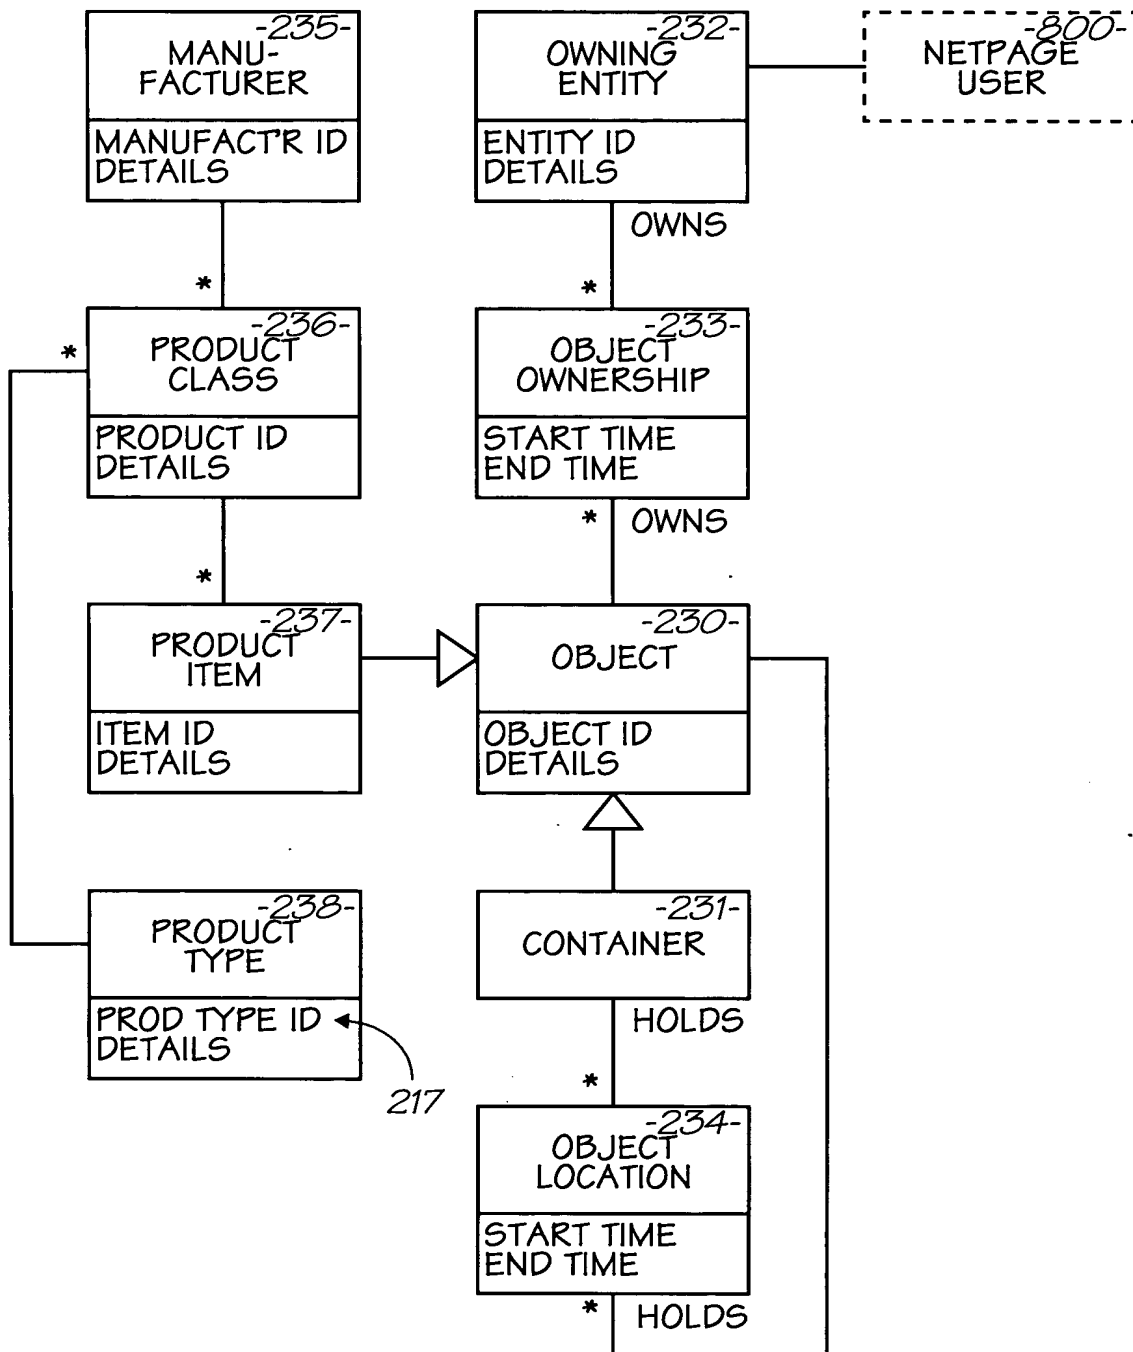 -235-
MANU-
FACTURER
MANUFACT'R ID
DETAILS
-232-
OWNING
ENTITY
ENTITY ID
DETAILS
-800-
NETPAGE
USER
OWNS
*
*
-236-
PRODUCT
CLASS
PRODUCT ID
DETAILS
*
-233-
OBJECT
OWNERSHIP
START TIME
END TIME
* OWNS
*
-237-
PRODUCT
ITEM
ITEM ID
DETAILS
-230-
OBJECT
OBJECT ID
DETAILS
-238-
PRODUCT
TYPE
PROD TYPE ID
DETAILS
217
-231-
CONTAINER
HOLDS
*
-234-
OBJECT
LOCATION
START TIME
END TIME
* HOLDS